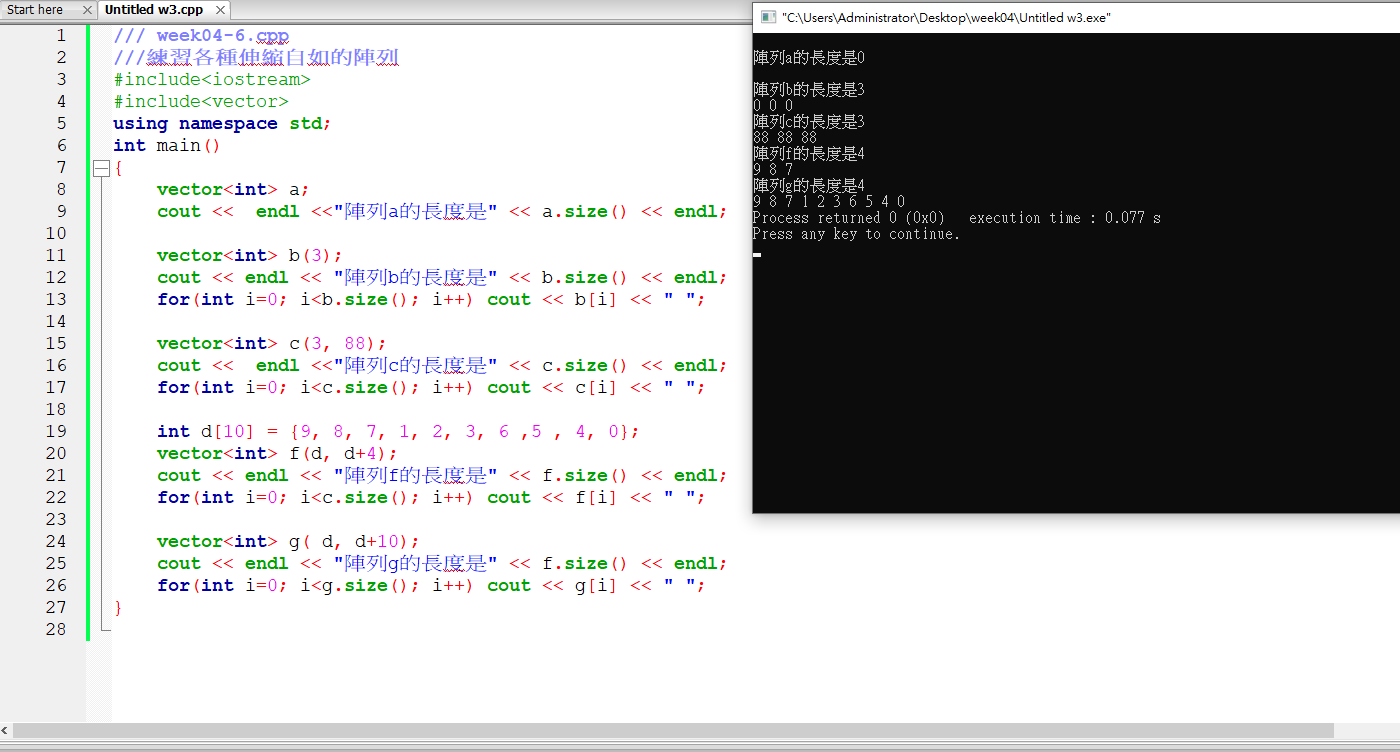 Start here
Untitled w3.cpp
1 /// week04-6.cpp
2 ///練習各種伸縮自如的陣列
3 #include<iostream>
4 #include<vector>
5 using namespace std;
6 int main()
7 {
8 vector<int> a;
9 cout <<  endl <<"陣列a的長度是" << a.size() << endl;
10
11 vector<int> b(3);
12 cout << endl << "陣列b的長度是" << b.size() << endl;
13 for(int i=0; i<b.size(); i++) cout << b[i] << " ";
14
15 vector<int> c(3, 88);
16 cout <<  endl <<"陣列c的長度是" << c.size() << endl;
17 for(int i=0; i<c.size(); i++) cout << c[i] << " ";
18
19 int d[10] = {9, 8, 7, 1, 2, 3, 6 ,5 , 4, 0};
20 vector<int> f(d, d+4);
21 cout << endl << "陣列f的長度是" << f.size() << endl;
22 for(int i=0; i<c.size(); i++) cout << f[i] << " ";
23
24 vector<int> g( d, d+10);
25 cout << endl << "陣列g的長度是" << f.size() << endl;
26 for(int i=0; i<g.size(); i++) cout << g[i] << " ";
27 }
28
"C:\Users\Administrator\Desktop\week04\Untitled w3.exe"
陣列a的長度是0
陣列b的長度是3
0 0 0
陣列c的長度是3
88 88 88
陣列f的長度是4
9 8 7
陣列g的長度是4
9 8 7 1 2 3 6 5 4 0
Process returned 0 (0x0)   execution time : 0.077 s
Press any key to continue.